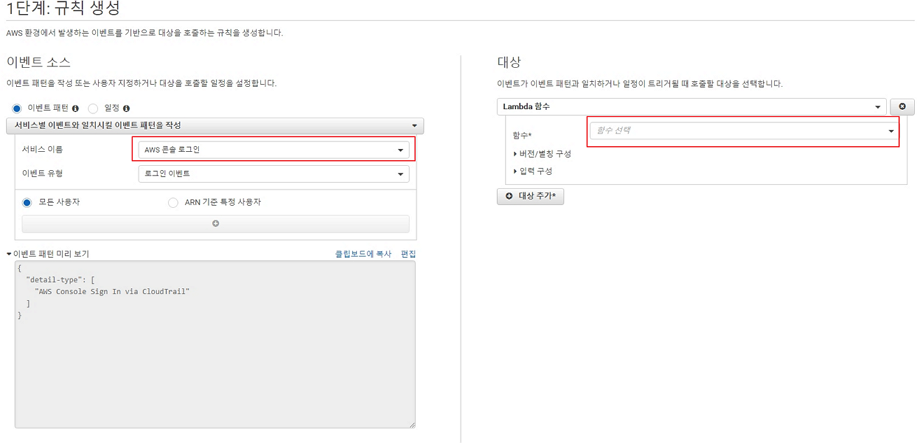 1단계: 규칙 생성
AWS 환경에서 발생하는 이벤트를 기반으로 대상을 호출하는 규칙을 생성합니다.
이벤트 소스
이벤트 패턴을 작성 또는 사용자 지정하거나 대상을 호출할 일정을 설정합니다.
이벤트 패턴
일정
서비스별 이벤트와 일치시킬 이벤트 패턴을 작성
서비스 이름
AWS 콘솔 로그인
이벤트 유형
로그인 이벤트
모든 사용자
ARN 기준 특정 사용자
이벤트 패턴 미리 보기
클립보드에 복사
편집
{
"detail-type": [
"AWS Console Sign In via CloudTrail"
]
}
대상
이벤트가 이벤트 패턴과 일치하거나 일정이 트리거될 때 호출할 대상을 선택합니다.
Lambda 함수
함수*
함수 선택
버전/별칭 구성
입력 구성
대상 추가*